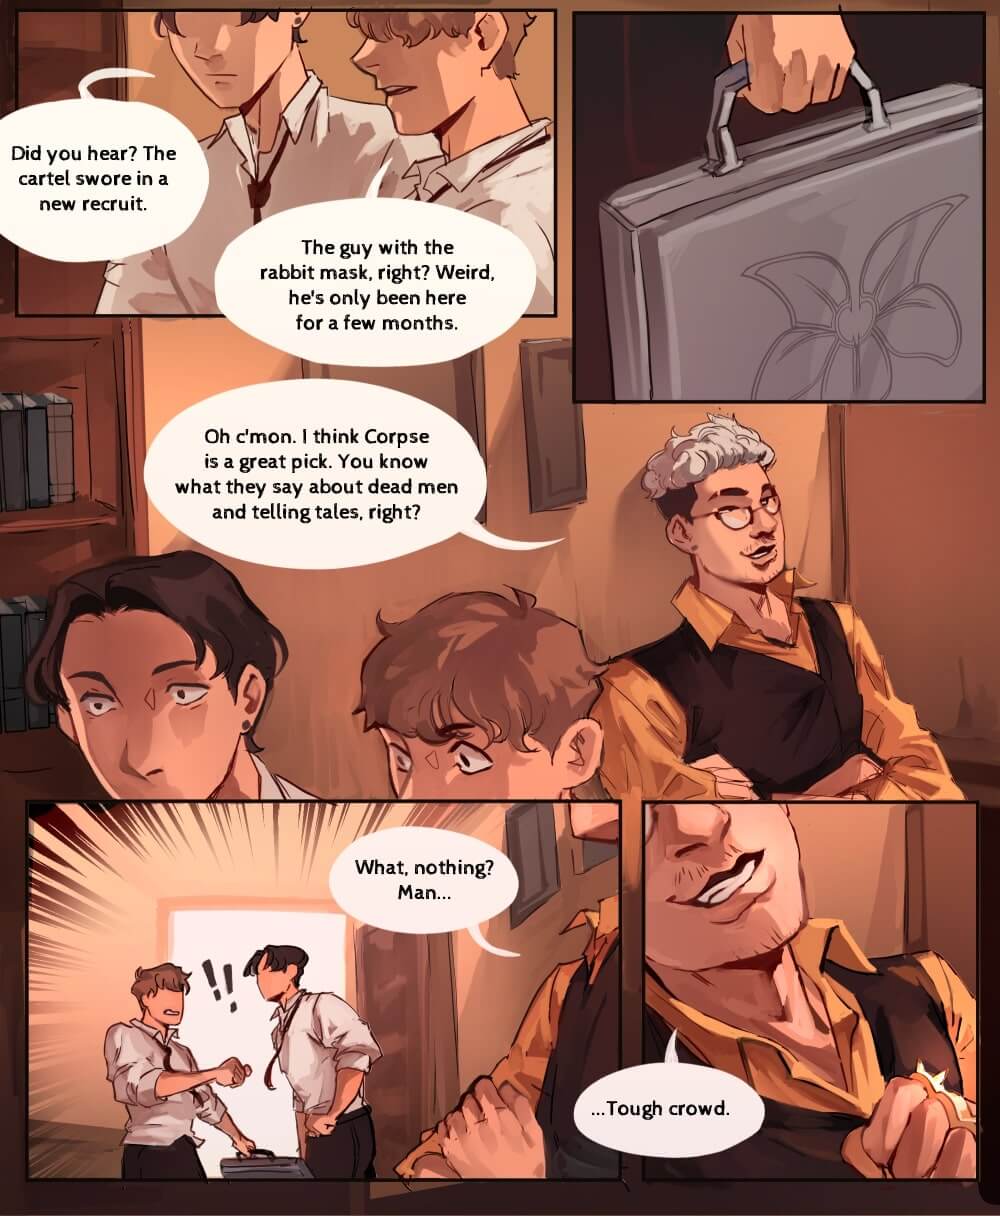 Did you hear? The
cartel swore in a
new recruit.
The guy with the
rabbit mask, right? Weird,
he's only been here
for a few months.
Oh c'mon. I think Corpse
is a great pick. You know
what they say about dead men
and telling tales, right?
!!
What, nothing?
Man...
...Tough crowd.